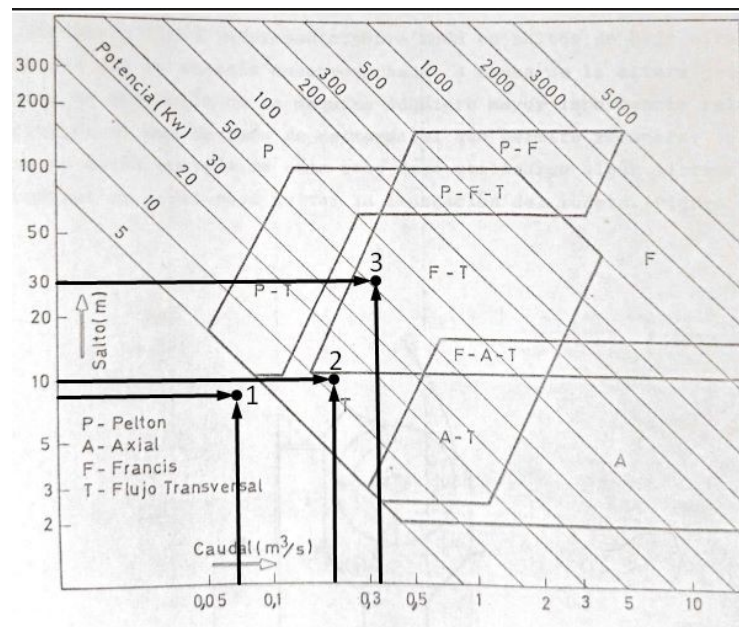 Potencia(Kw)
5
10
20
30
50
100
200
300
500
1000
2000
3000
5000
300
200
100
50
30
20
10
5
3
2
Salto(m)
P
P-F
P-F-T
F
P-T
F-T
F-A-T
T
A-T
A
1
2
3
P - Pelton
A - Axial
F - Francis
T - Flujo Transversal
Caudal(m³/s)
0,05
0,1
0,3
0,5
1
2
3
5
10